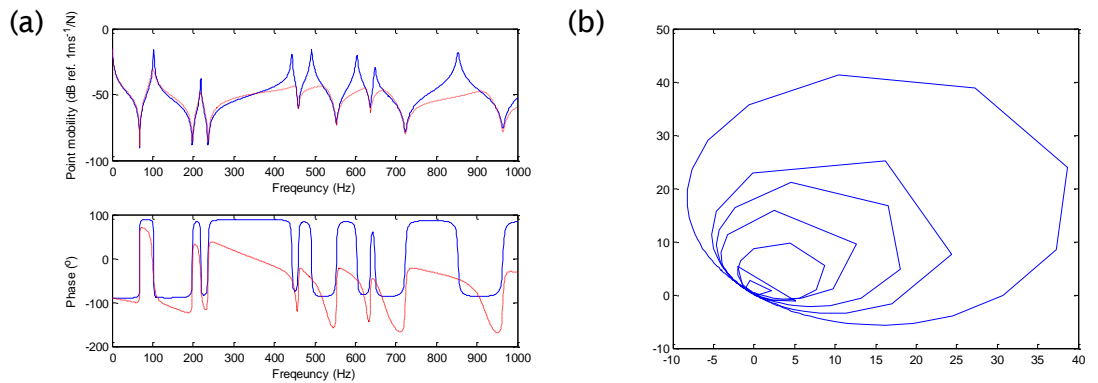 (a)
Point mobility (dB ref. 1ms⁻¹/N)
0
-50
-100
0 100 200 300 400 500 600 700 800 900 1000
Freqeuncy (Hz)
Phase (⁰)
100
0
-100
-200
0 100 200 300 400 500 600 700 800 900 1000
Freqeuncy (Hz)
(b)
50
40
30
20
10
0
-10
-10 -5 0 5 10 15 20 25 30 35 40